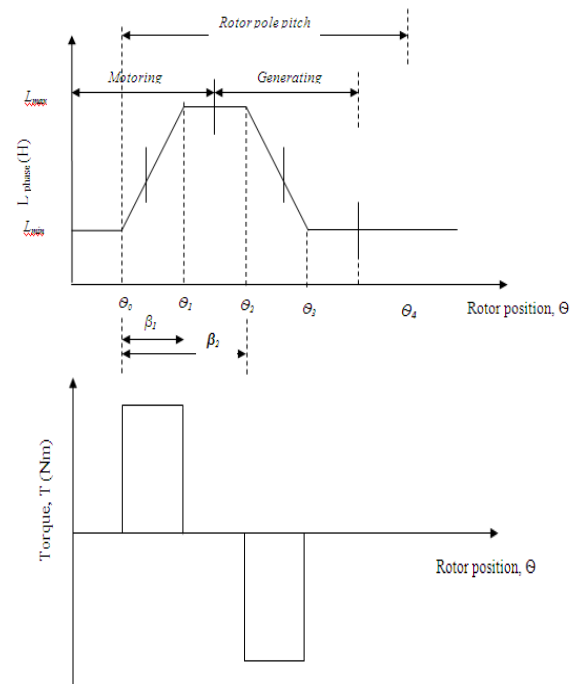 Rotor pole pitch
Motoring
Generating
Lmax
L phase (H)
Lmin
Θ0
Θ1
Θ2
Θ3
Θ4
Rotor position, Θ
β1
β2
Torque, T (Nm)
Rotor position, Θ